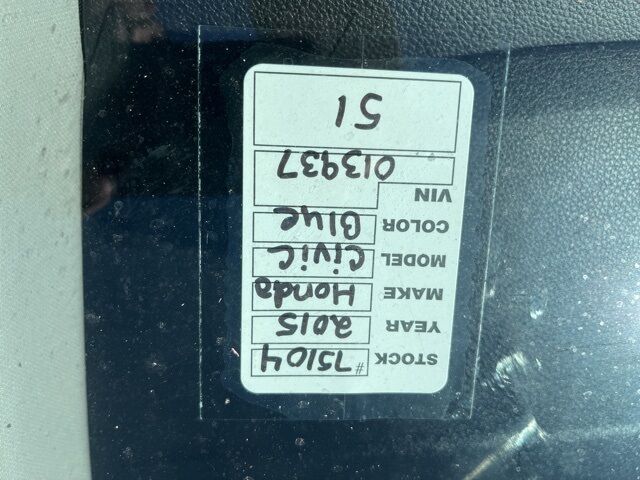 STOCK # 75104
YEAR 2015
MAKE Honda
MODEL Civic
COLOR Blue
VIN
013937
51